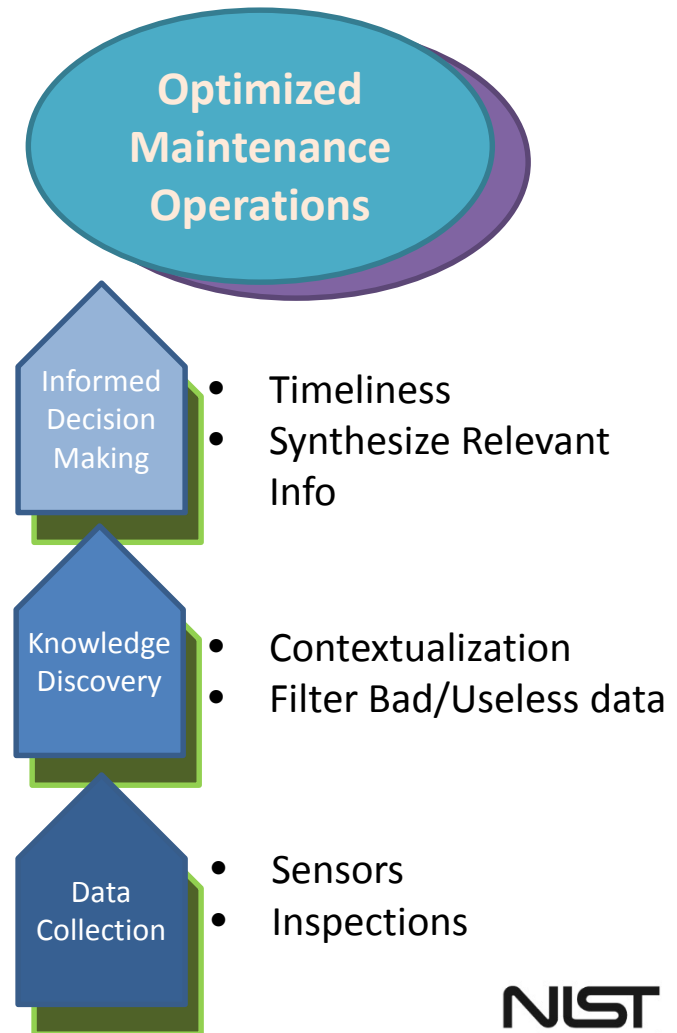 Optimized
Maintenance
Operations
Informed
Decision
Making
• Timeliness
• Synthesize Relevant
Info
Knowledge
Discovery
• Contextualization
• Filter Bad/Useless data
Data
Collection
• Sensors
• Inspections
NIST